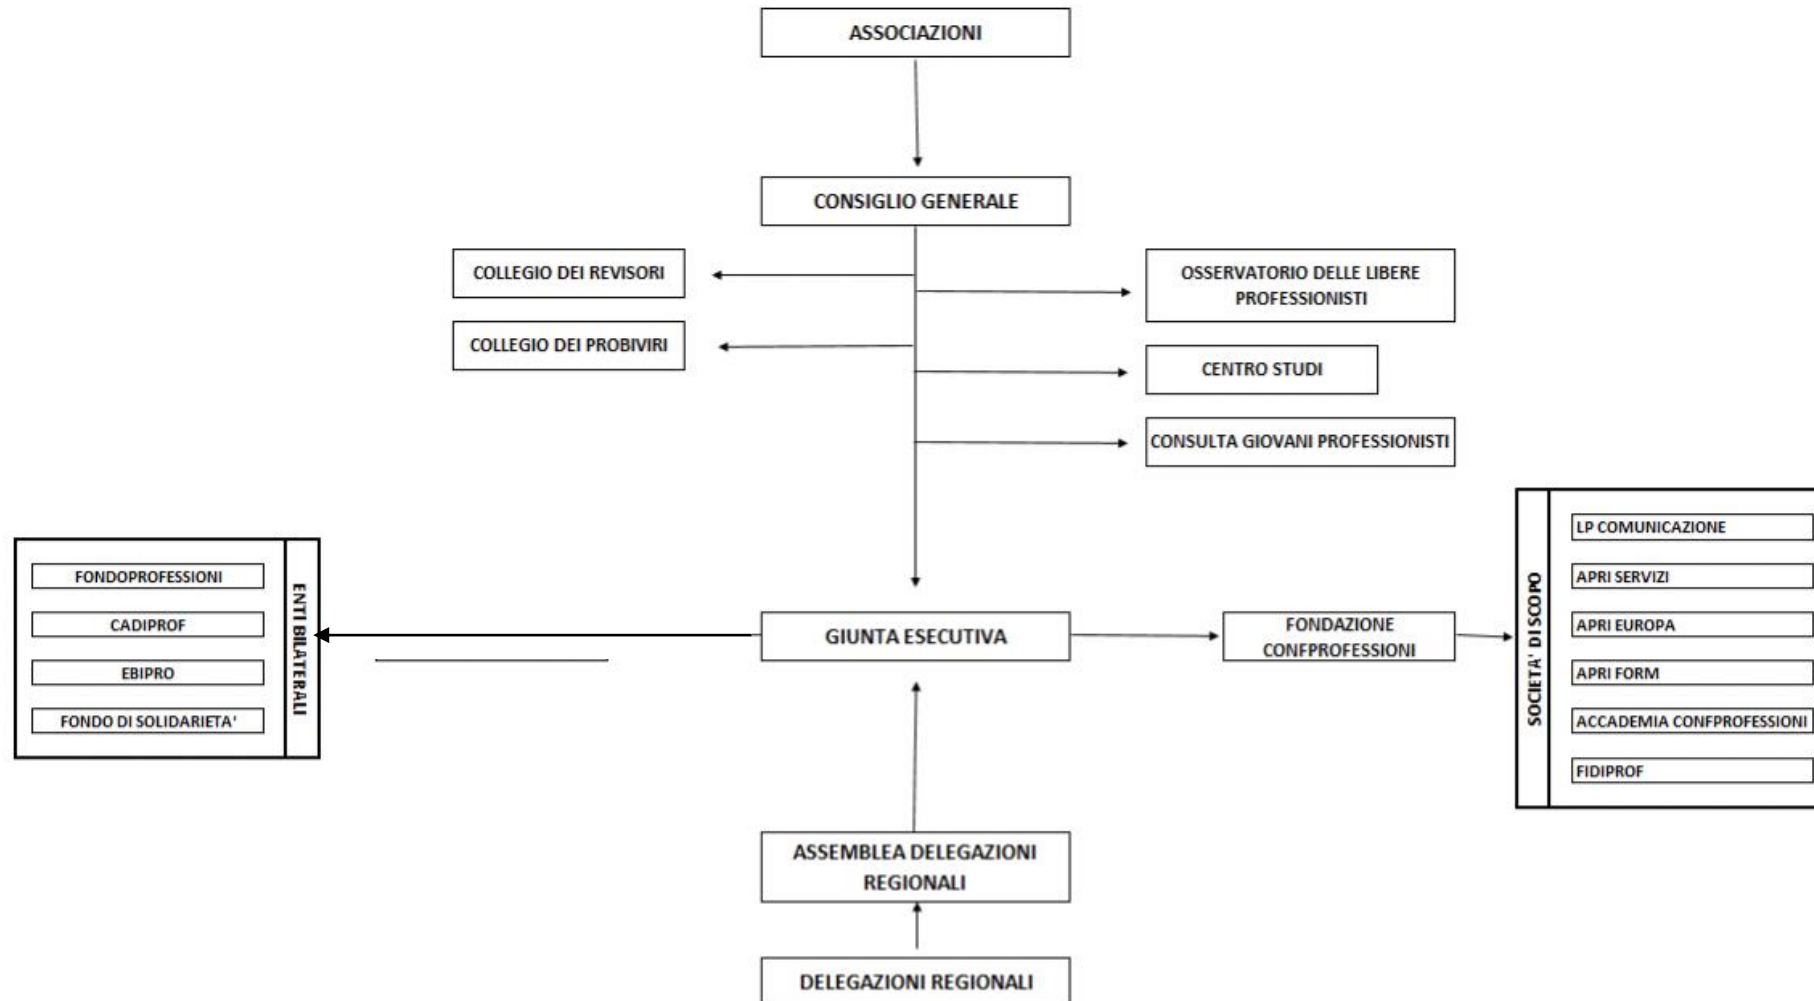 ASSOCIAZIONI
CONSIGLIO GENERALE
COLLEGIO DEI REVISORI
OSSERVATORIO DELLE LIBERE
PROFESSIONISTI
COLLEGIO DEI PROBIVIRI
CENTRO STUDI
CONSULTA GIOVANI PROFESSIONISTI
FONDOPROFESSIONI
CADIPROF
EBIPRO
FONDO DI SOLIDARIETA'
ENTI BILATERALI
GIUNTA ESECUTIVA
FONDAZIONE
CONFPROFESSIONI
SOCIETA' DI SCOPO
LP COMUNICAZIONE
APRI SERVIZI
APRI EUROPA
APRI FORM
ACCADEMIA CONFPROFESSIONI
FIDIPROF
ASSEMBLEA DELEGAZIONI
REGIONALI
DELEGAZIONI REGIONALI